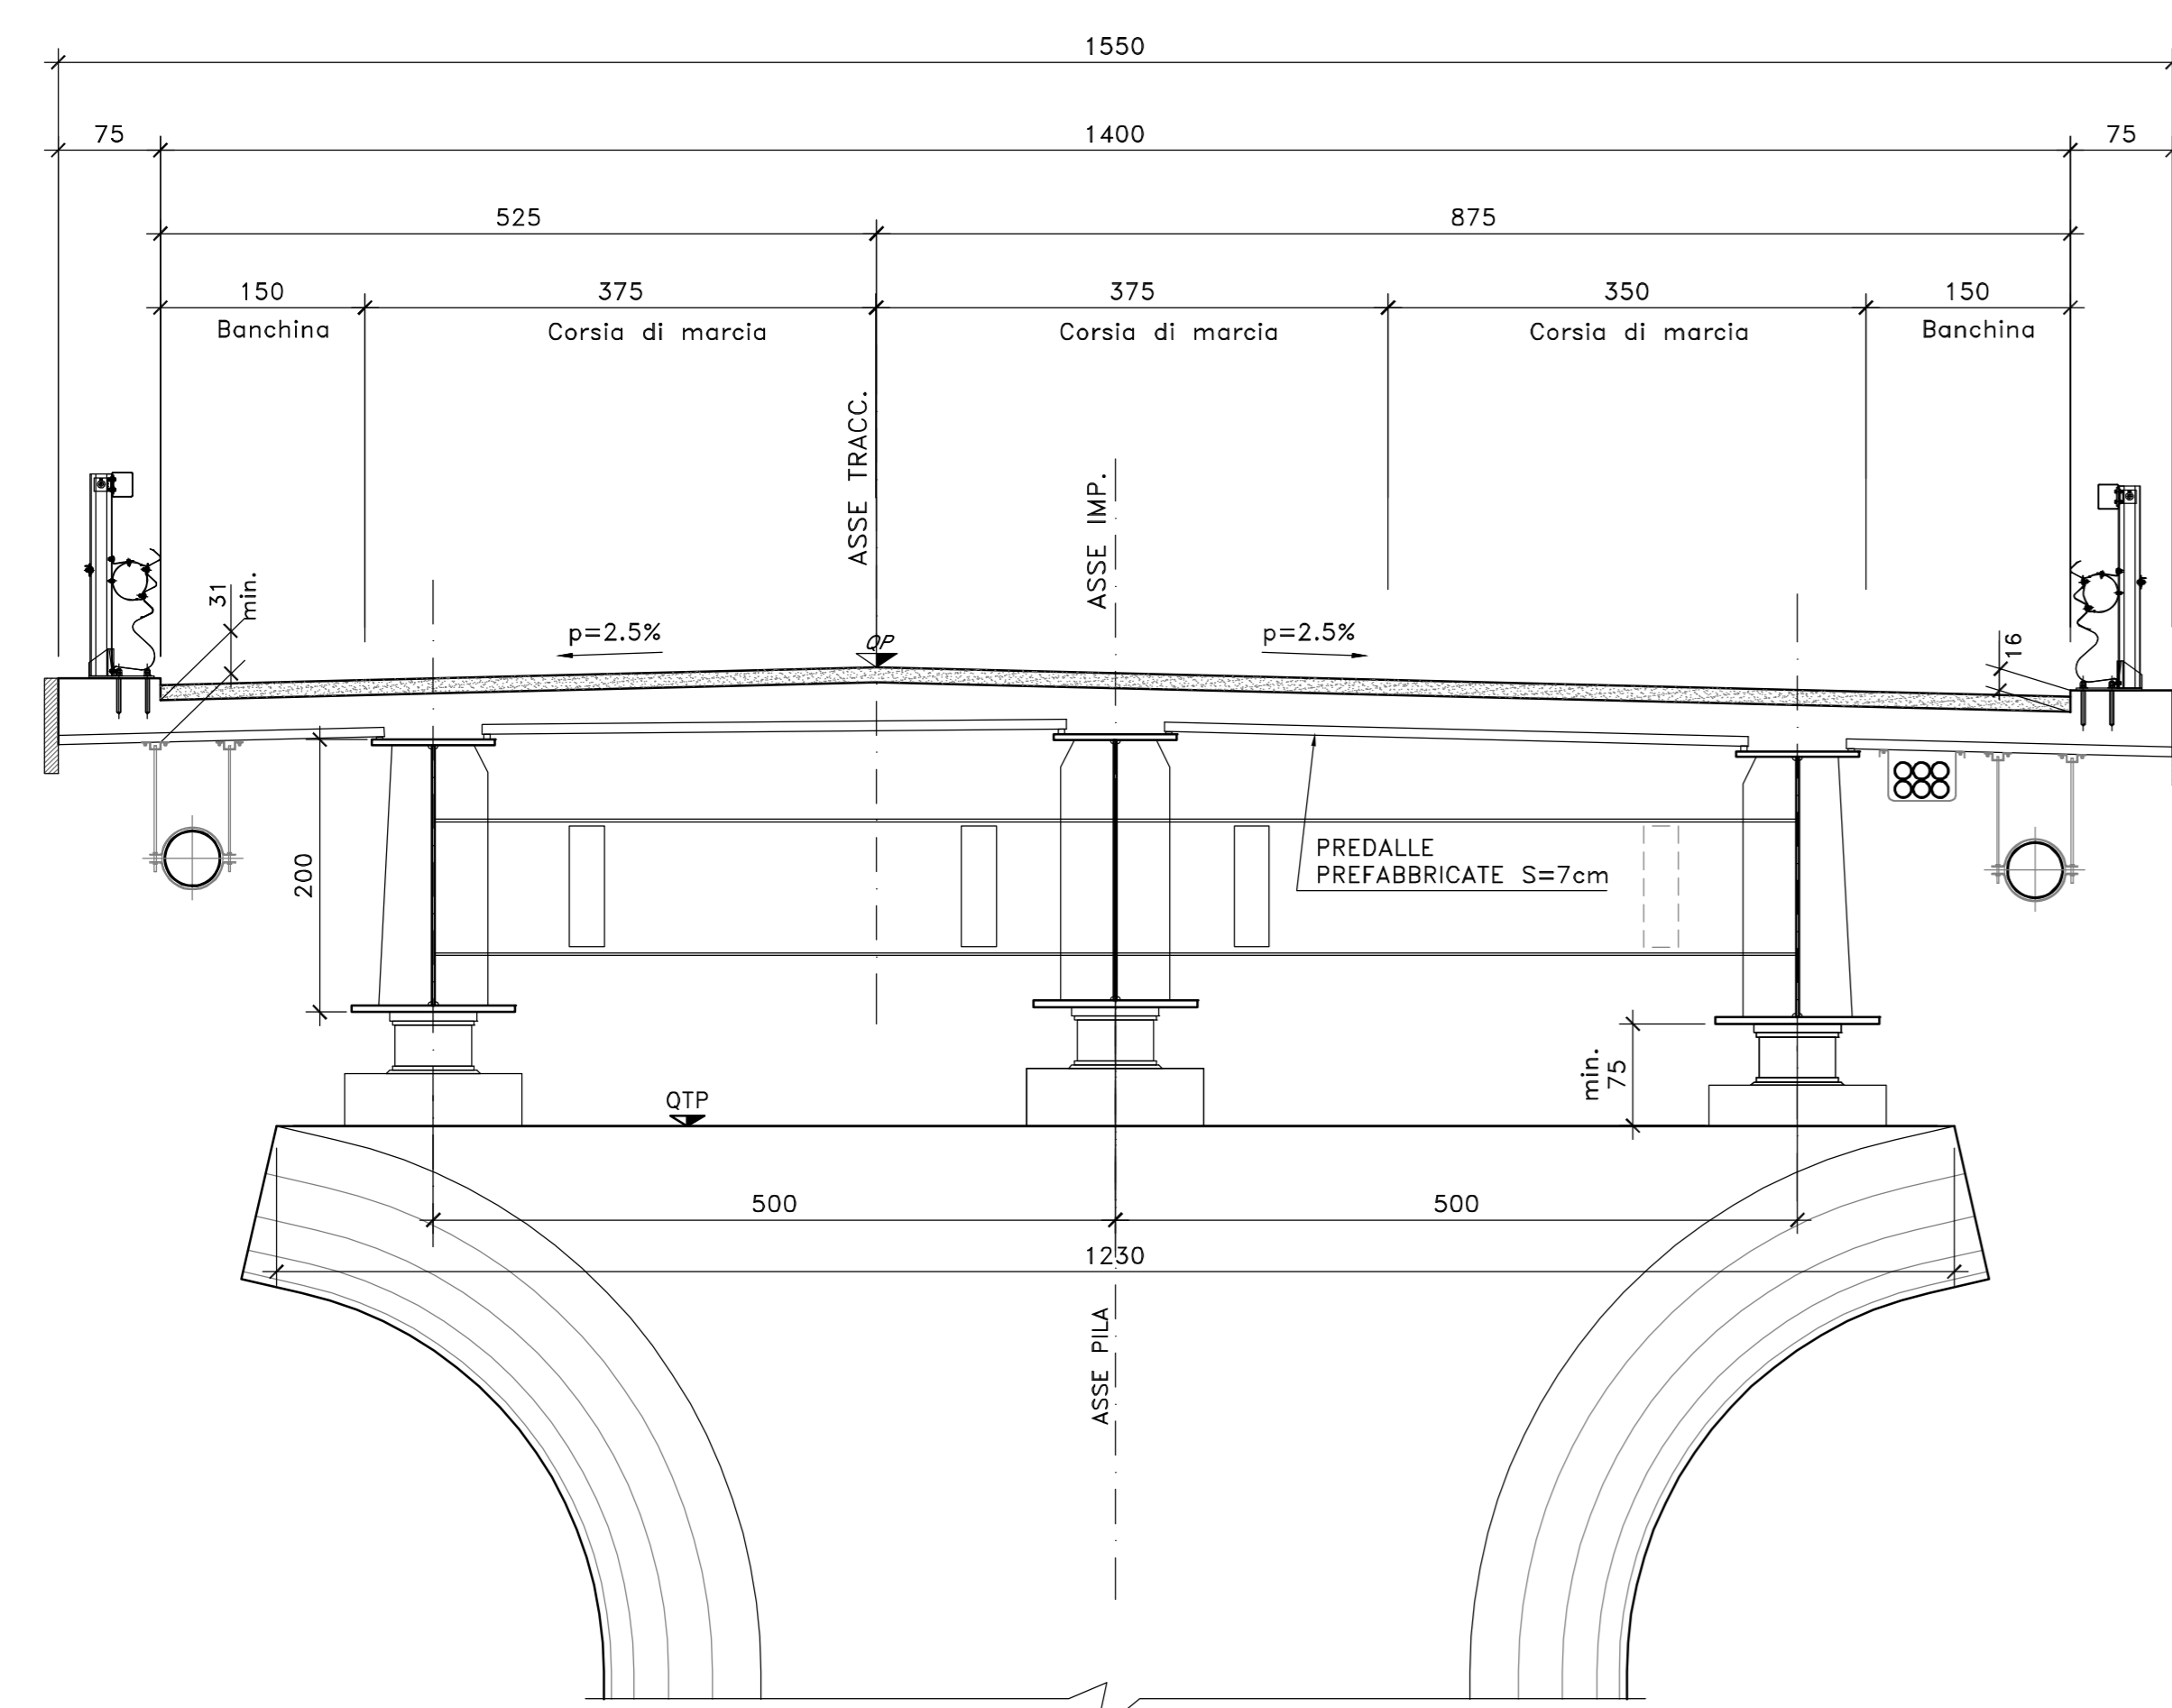 1550
75
1400
75
525
875
150
375
375
350
150
Banchina
Corsia di marcia
Corsia di marcia
Corsia di marcia
Banchina
ASSE TRACC.
ASSE IMP.
31
min.
p=2.5%
QP
p=2.5%
16
200
PREDALLE
PREFABBRICATE S=7cm
min.
75
QTP
500
500
1230
ASSE PILA